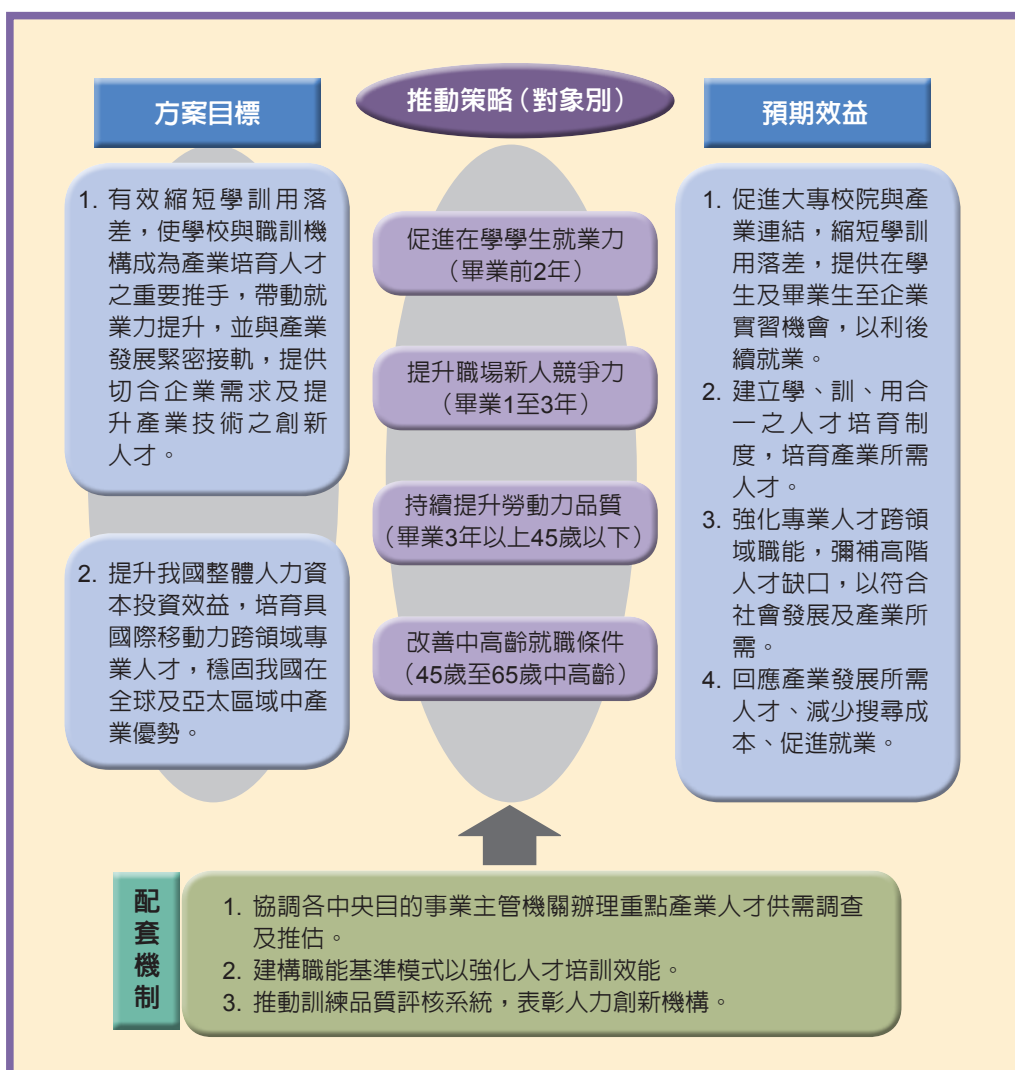 方案目標
1. 有效縮短學訓用落
差，使學校與職訓機
構成為產業培育人才
之重要推手，帶動就
業力提升，並與產業
發展緊密接軌，提供
切合企業需求及提
升產業技術之創新
人才。
2. 提升我國整體人力資
本投資效益，培育具
國際移動力跨領域專
業人才，穩固我國在
全球及亞太區域中產
業優勢。
推動策略（對象別）
促進在學學生就業力
（畢業前2年）
提升職場新人競爭力
（畢業1至3年）
持續提升勞動力品質
（畢業3年以上45歲以下）
改善中高齡就職條件
（45歲至65歲中高齡）
預期效益
1. 促進大專校院與產
業連結，縮短學訓
用落差，提供在學
生及畢業生至企業
實習機會，以利後
續就業。
2. 建立學、訓、用合
一之人才培育制
度，培育產業所需
人才。
3. 強化專業人才跨領
域職能，彌補高階
人才缺口，以符合
社會發展及產業所
需。
4. 回應產業發展所需
人才、減少搜尋成
本、促進就業。
配套機制
1. 協調各中央目的事業主管機關辦理重點產業人才供需調查
及推估。
2. 建構職能基準模式以強化人才培訓效能。
3. 推動訓練品質評核系統，表彰人力創新機構。